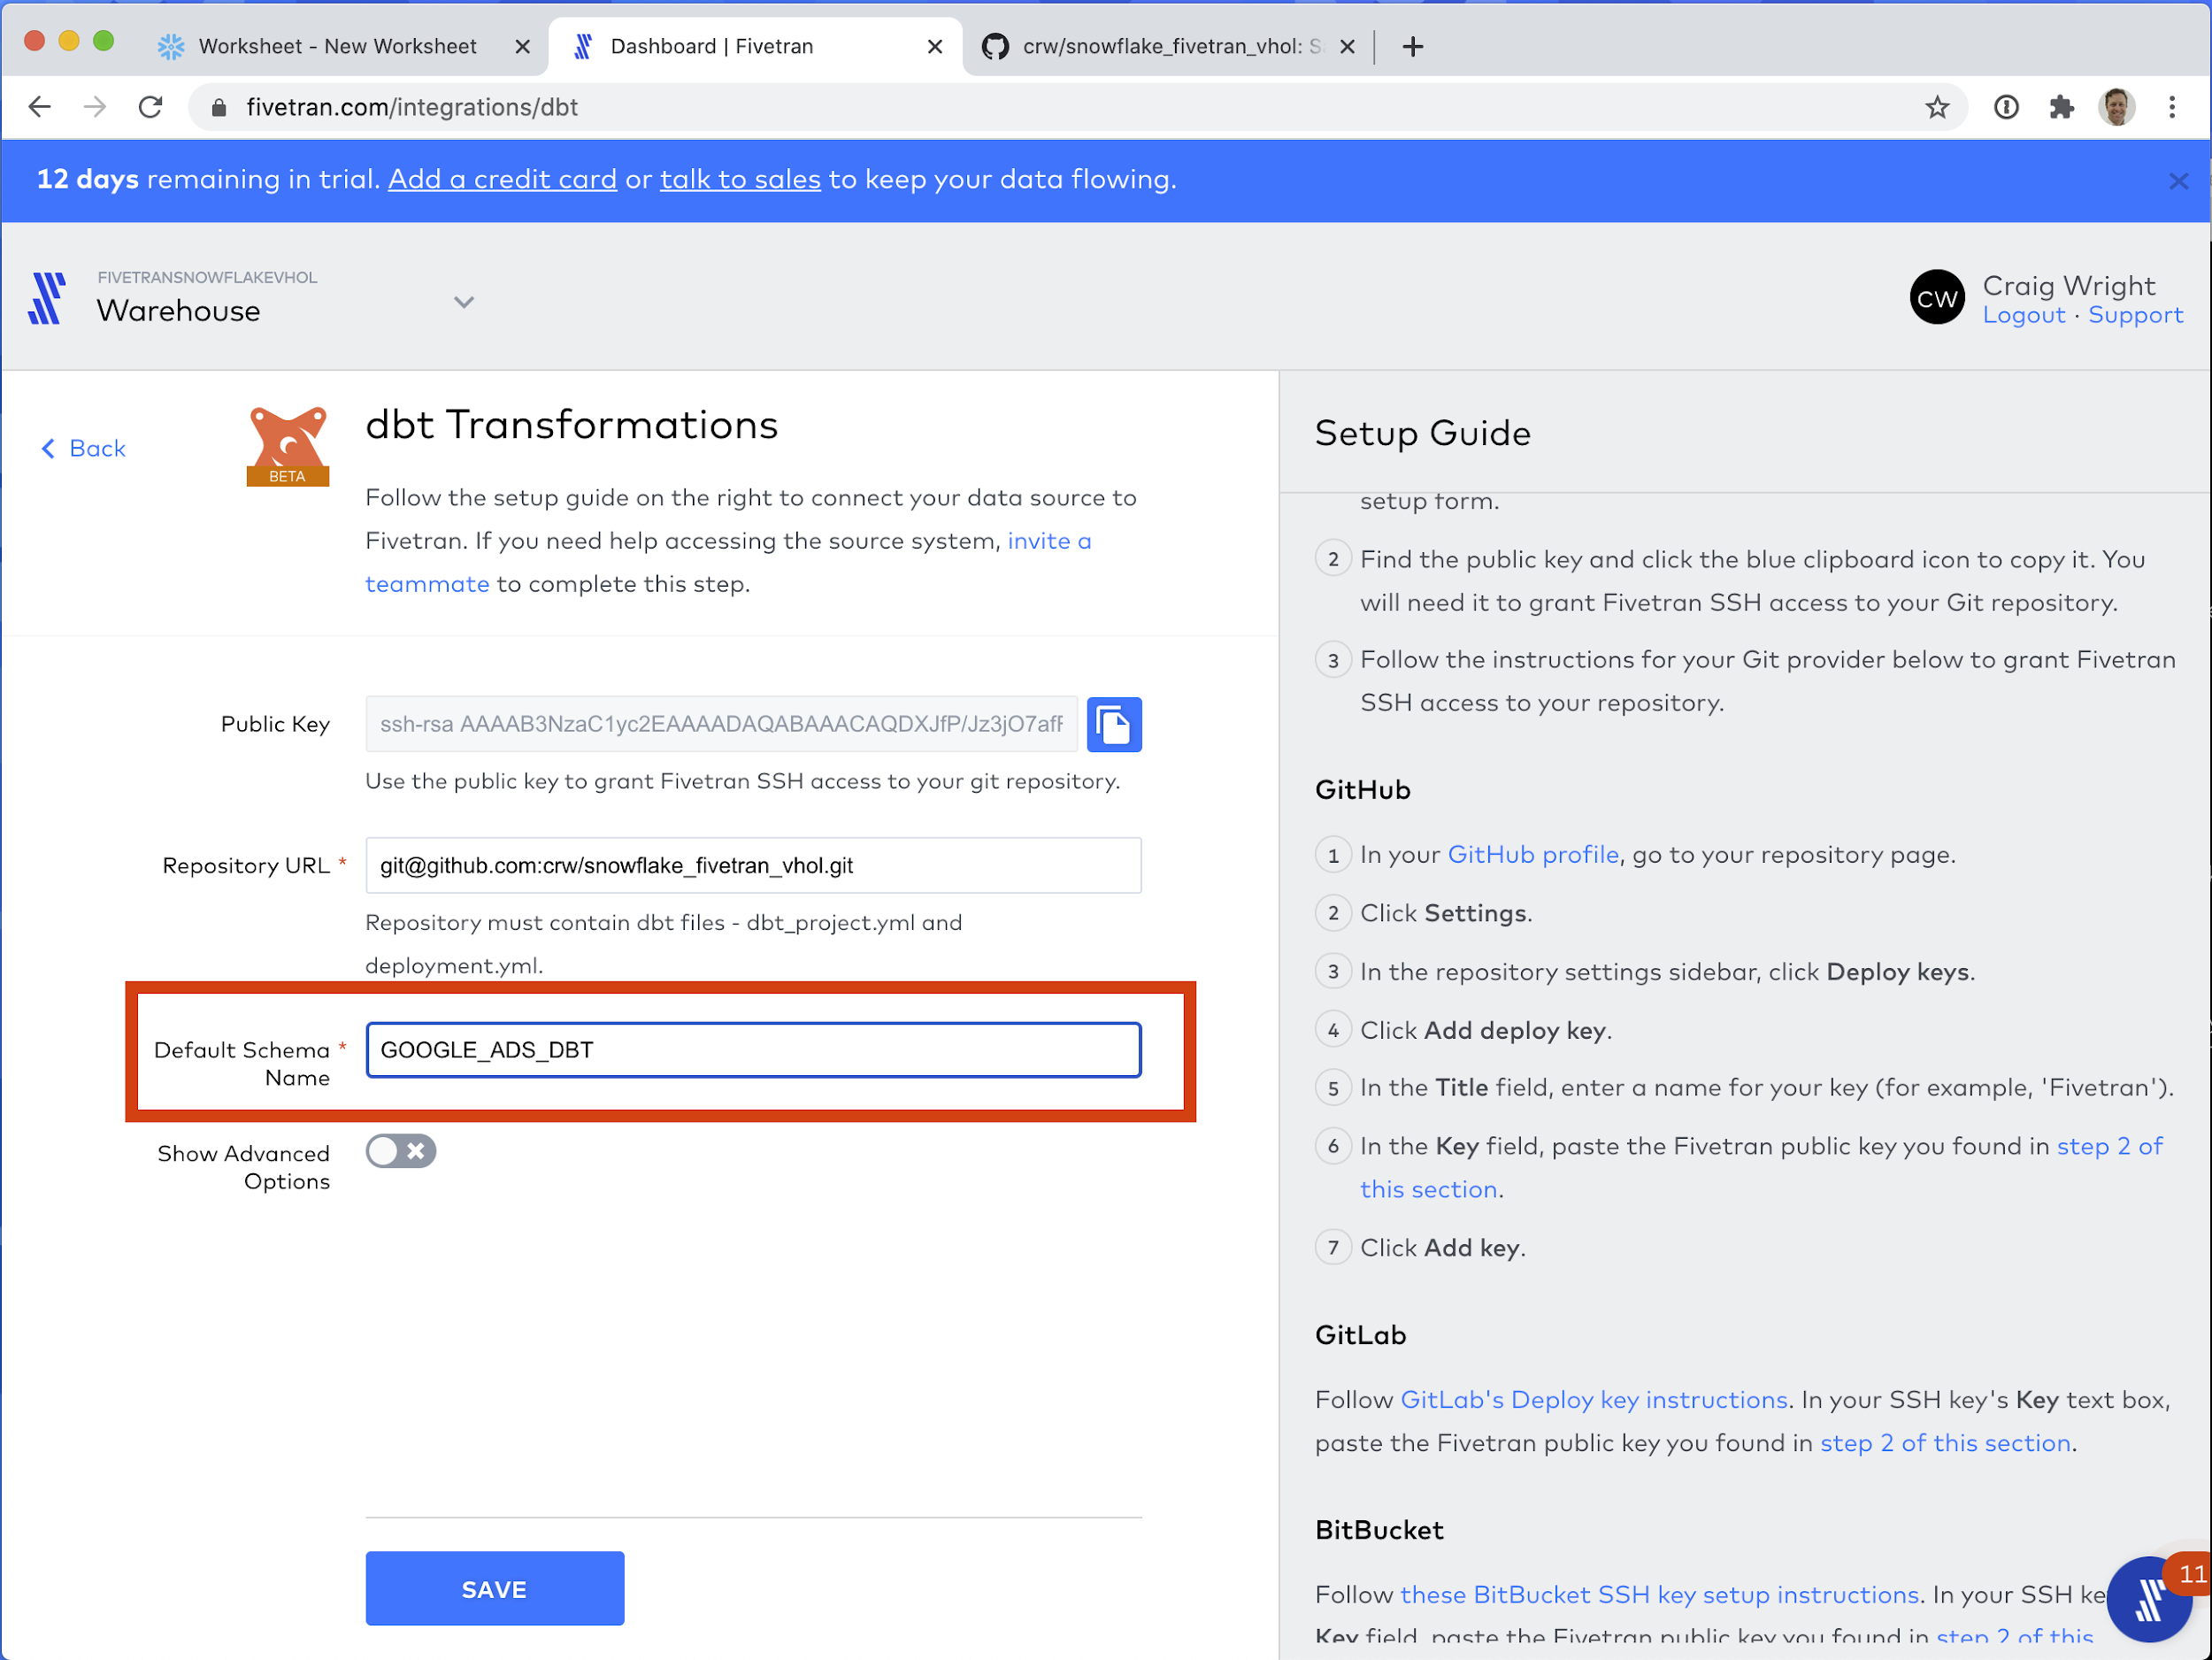 Worksheet - New Worksheet
Dashboard | Fivetran
crw/snowflake_fivetran_vhol: S
fivetran.com/integrations/dbt
12 days remaining in trial. Add a credit card or talk to sales to keep your data flowing.
FIVETRANSNOWFLAKEVHOL
Warehouse
CW
Craig Wright
Logout · Support
Back
BETA
dbt Transformations
Follow the setup guide on the right to connect your data source to
Fivetran. If you need help accessing the source system, invite a
teammate to complete this step.
Public Key
ssh-rsa AAAAB3NzaC1yc2EAAAADAQABAAACAQDXJfP/Jz3jO7aff
Use the public key to grant Fivetran SSH access to your git repository.
Repository URL *
git@github.com:crw/snowflake_fivetran_vhol.git
Repository must contain dbt files - dbt_project.yml and
deployment.yml.
Default Schema *
Name
GOOGLE_ADS_DBT
Show Advanced
Options
SAVE
Setup Guide
setup form.
2 Find the public key and click the blue clipboard icon to copy it. You
will need it to grant Fivetran SSH access to your Git repository.
3 Follow the instructions for your Git provider below to grant Fivetran
SSH access to your repository.
GitHub
1 In your GitHub profile, go to your repository page.
2 Click Settings.
3 In the repository settings sidebar, click Deploy keys.
4 Click Add deploy key.
5 In the Title field, enter a name for your key (for example, 'Fivetran').
6 In the Key field, paste the Fivetran public key you found in step 2 of
this section.
7 Click Add key.
GitLab
Follow GitLab's Deploy key instructions. In your SSH key's Key text box,
paste the Fivetran public key you found in step 2 of this section.
BitBucket
Follow these BitBucket SSH key setup instructions. In your SSH ke
Key field, paste the Fivetran public key you found in step 2 of this
11